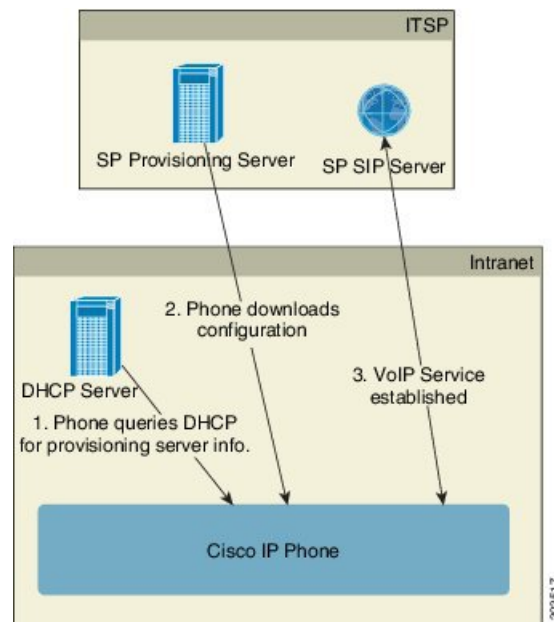 ITSP
SP Provisioning Server
SP SIP Server
Intranet
2. Phone downloads
configuration
DHCP Server
3. VoIP Service
established
1. Phone queries DHCP
for provisioning server info.
Cisco IP Phone